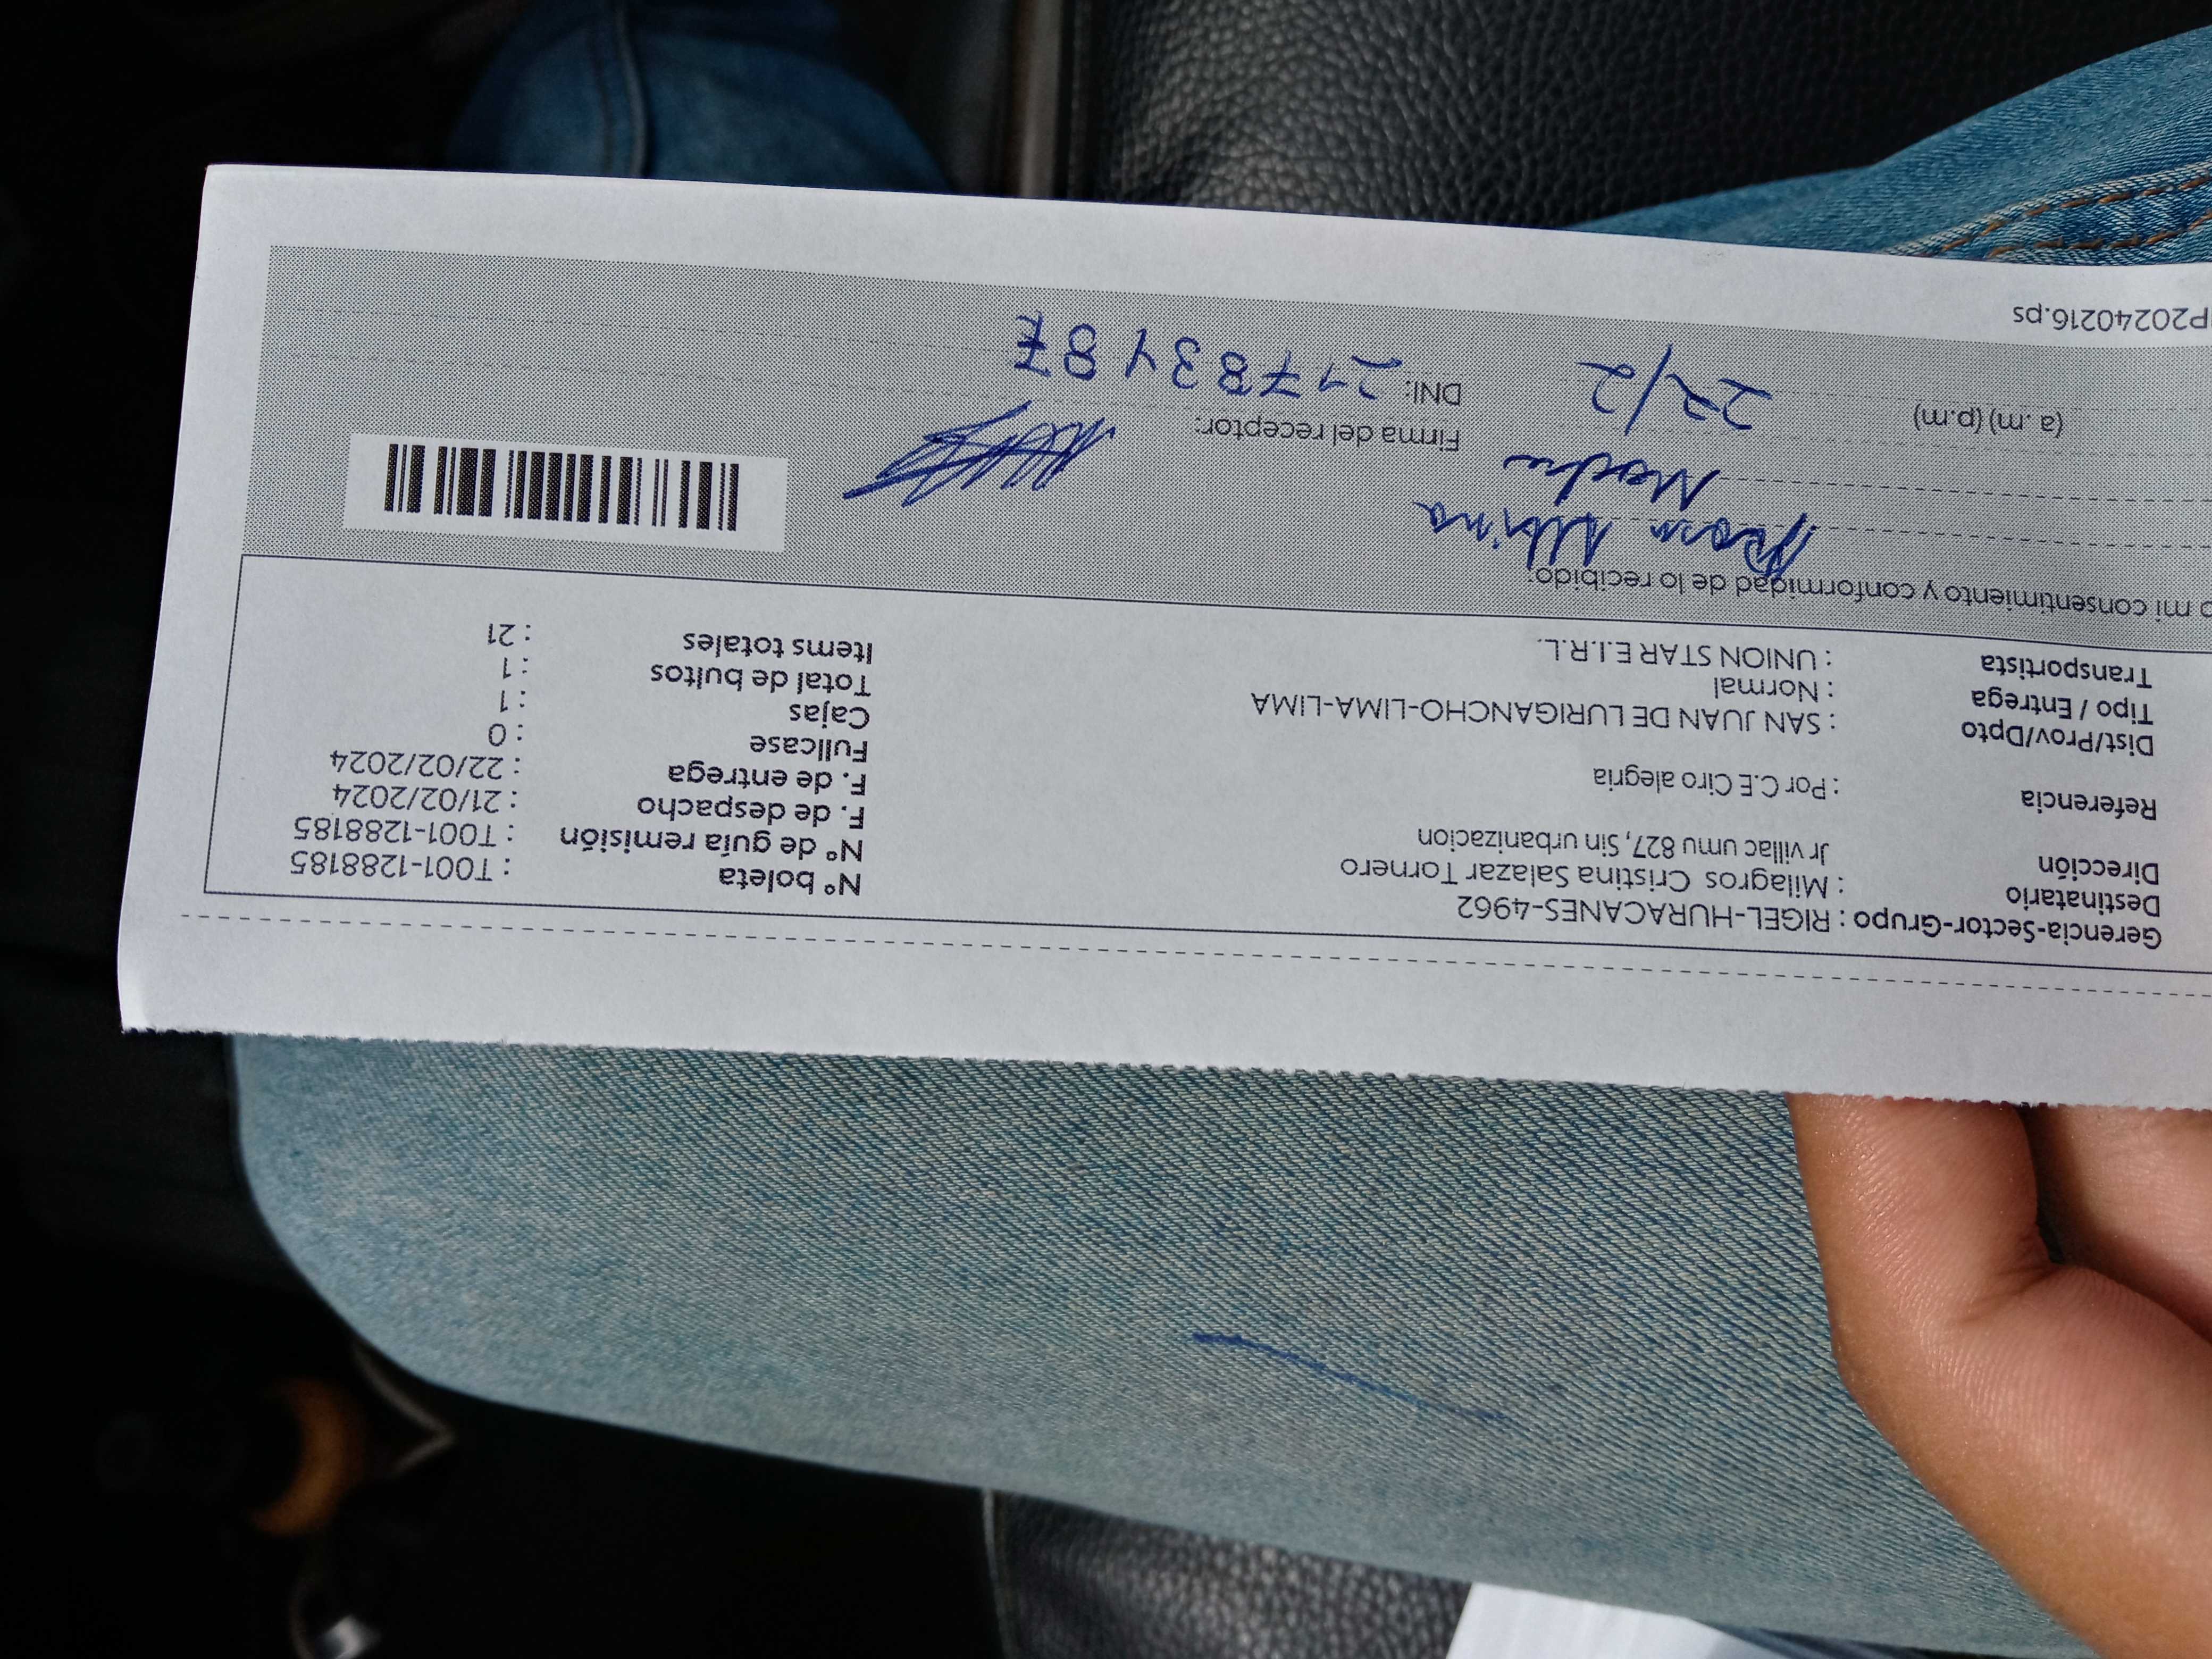 Gerencia-Sector-Grupo : RIGEL-HURACANES-4962
Destinatario : Milagros Cristina Salazar Tornero
Dirección Jr villac umu 827, Sin urbanizacion
Referencia : Por C.E Ciro alegria
Dist/Prov/Dpto : SAN JUAN DE LURIGANCHO-LIMA-LIMA
Tipo / Entrega : Normal
Transportista : UNION STAR E.I.R.L.
N° boleta : T001-1288185
N° de guía remisión : T001-1288185
F. de despacho : 21/02/2024
F. de entrega : 22/02/2024
Fullcase : 0
Cajas : 1
Total de bultos : 1
Items totales : 21
mi consentimiento y conformidad de lo recibido:
Albino
Madre
(a .m) (p.m) 22/2
Firma del receptor:
DNI: 21783487
P20240216.ps